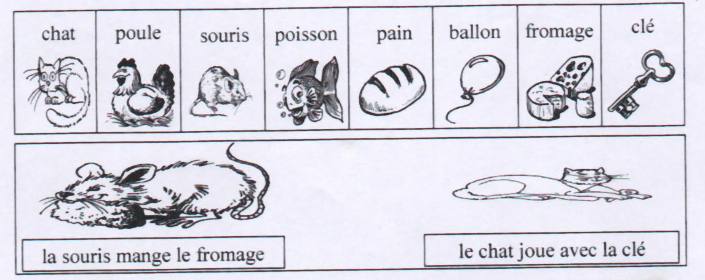 chat poule souris poisson pain ballon fromage clé
la souris mange le fromage
le chat joue avec la clé